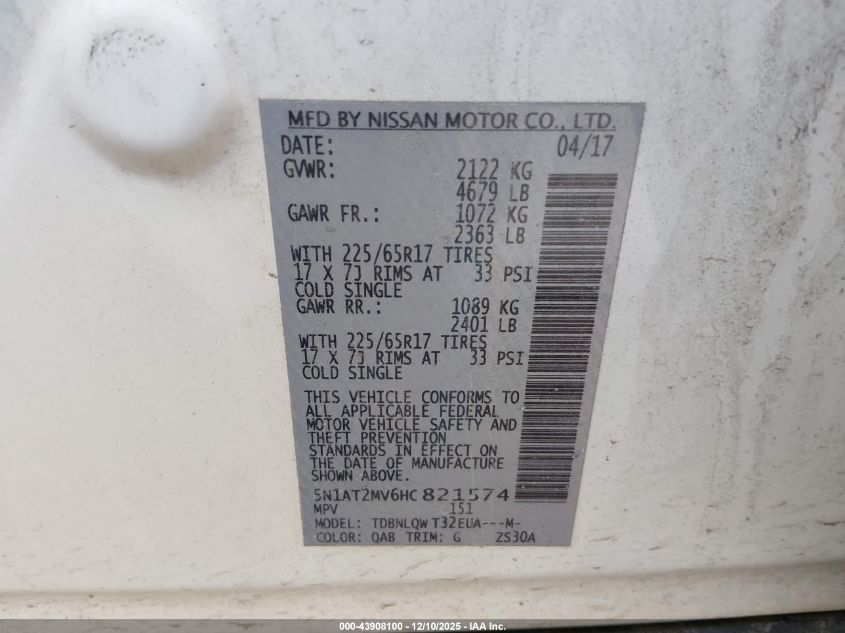 MFD BY NISSAN MOTOR CO., LTD.
DATE: 04/17
GVWR: 2122 KG
4679 LB
GAWR FR.: 1072 KG
2363 LB
WITH 225/65R17 TIRES
17 X 7J RIMS AT 33 PSI
COLD SINGLE
GAWR RR.: 1089 KG
2401 LB
WITH 225/65R17 TIRES
17 X 7J RIMS AT 33 PSI
COLD SINGLE
THIS VEHICLE CONFORMS TO
ALL APPLICABLE FEDERAL
MOTOR VEHICLE SAFETY AND
THEFT PREVENTION
STANDARDS IN EFFECT ON
THE DATE OF MANUFACTURE
SHOWN ABOVE.
5N1AT2MV6HC 821574
MPV 151
MODEL: TDBNLQW T32EUA---M-
COLOR: QAB TRIM: G ZS30A
000-43908100 - 12/10/2025 - IAA Inc.